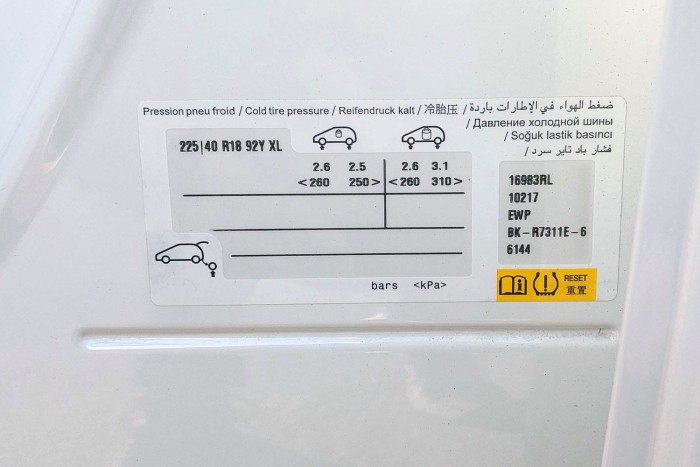 Pression pneu froid / Cold tire pressure / Reifendruck kalt / 冷胎压 / ضغط الهواء في الإطارات باردة
/ Давление холодной шины
/ Soğuk lastik basıncı
/ فشار باد تایر سرد
225|40 R18 92Y XL
2.6 2.5 2.6 3.1
<260 250> <260 310>
bars <kPa>
16983RL
10217
EWP
BK-R7311E-6
6144
RESET
重置